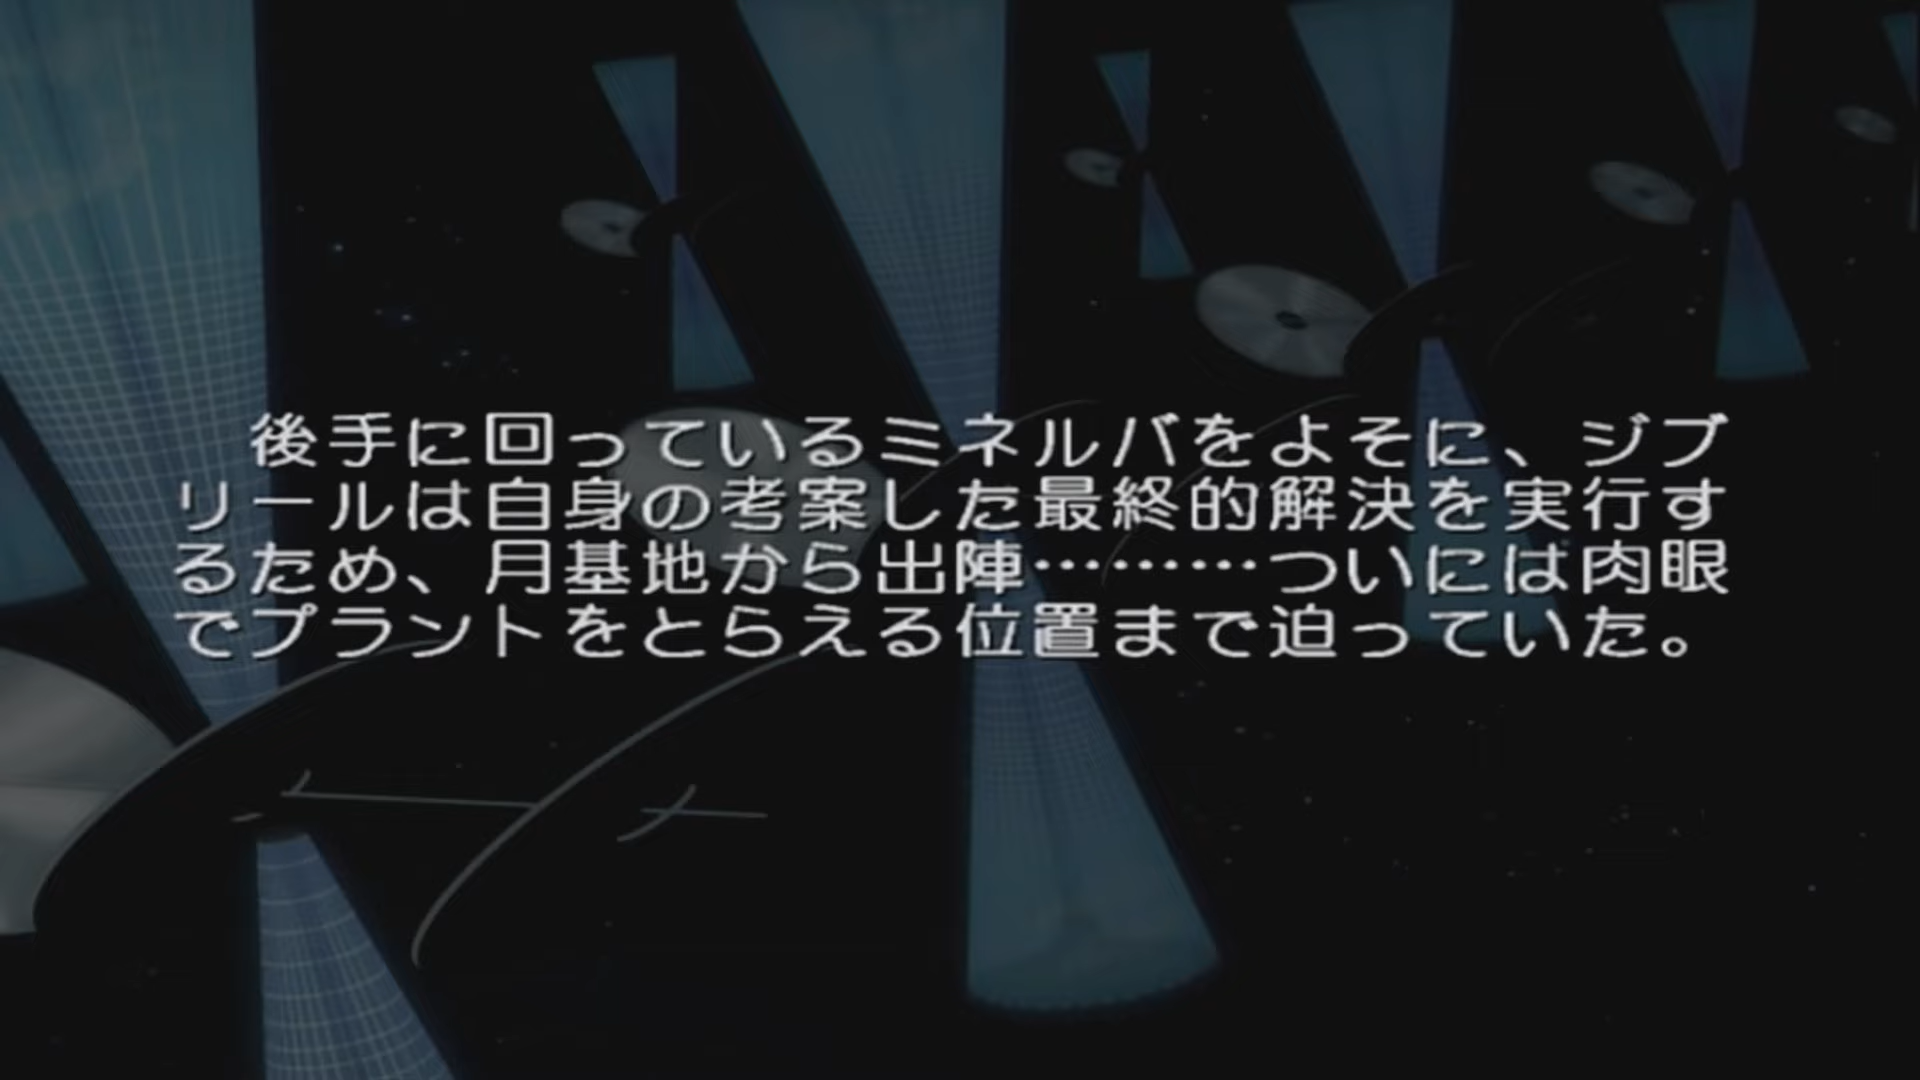 後手に回っているミネルバをよそに、ジブ
リールは自身の考案した最終的解決を実行す
るため、月基地から出陣………ついには肉眼
でプラントをとらえる位置まで迫っていた。